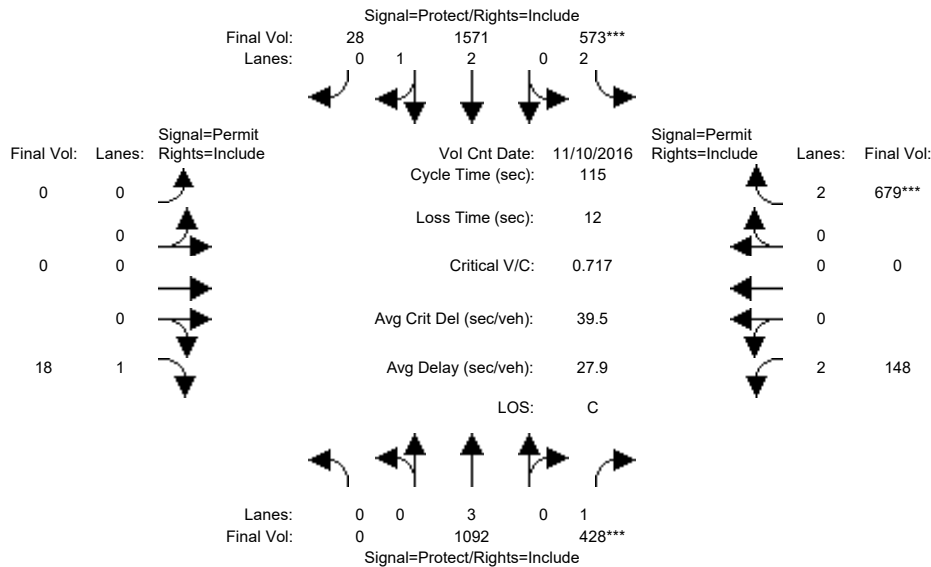 Signal=Protect/Rights=Include
Final Vol: 28 1571 573***
Lanes: 0 1 2 0 2
Signal=Permit Signal=Permit
Final Vol: Lanes: Rights=Include Vol Cnt Date: 11/10/2016 Rights=Include Lanes: Final Vol:
Cycle Time (sec): 115
0 0 2 679***
Loss Time (sec): 12
0 0
0 0 Critical V/C: 0.717 0 0
0 Avg Crit Del (sec/veh): 39.5 0
18 1 Avg Delay (sec/veh): 27.9 2 148
LOS: C
Lanes: 0 0 3 0 1
Final Vol: 0 1092 428***
Signal=Protect/Rights=Include